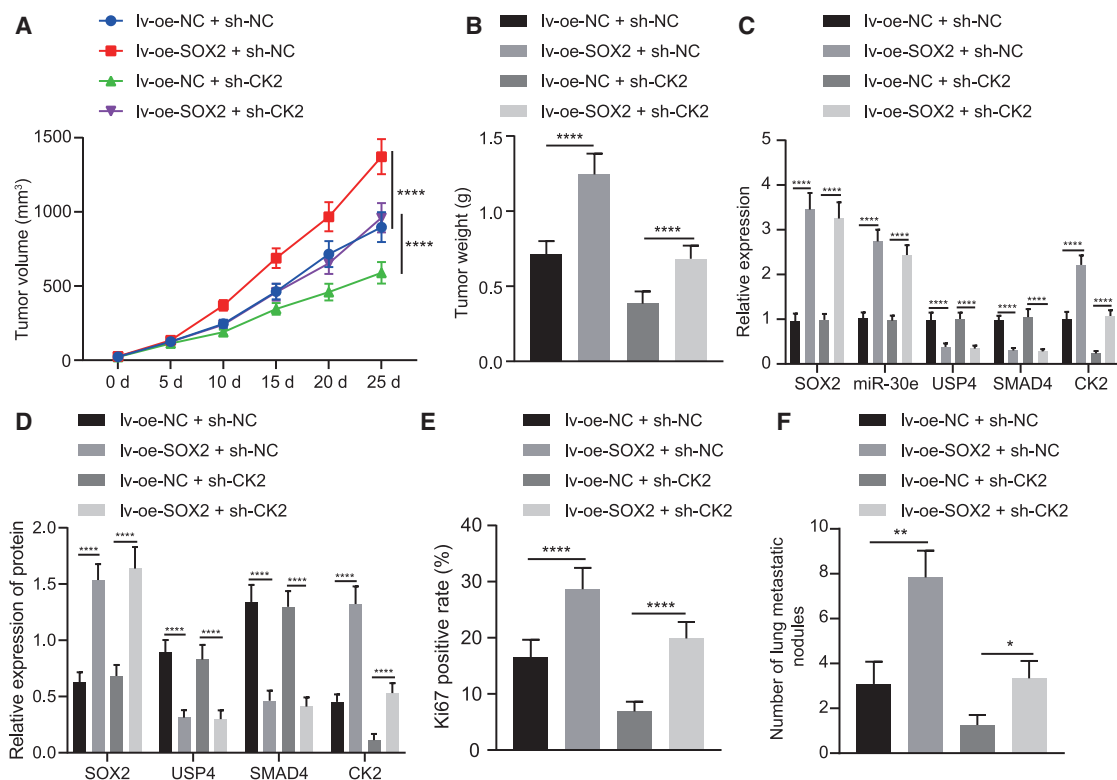 A
lv-oe-NC + sh-NC
lv-oe-SOX2 + sh-NC
lv-oe-NC + sh-CK2
lv-oe-SOX2 + sh-CK2
Tumor volume (mm³)
1500
1000
500
0
0 d 5 d 10 d 15 d 20 d 25 d
****
****
B
lv-oe-NC + sh-NC
lv-oe-SOX2 + sh-NC
lv-oe-NC + sh-CK2
lv-oe-SOX2 + sh-CK2
Tumor weight (g)
1.5
1.0
0.5
0.0
****
****
C
lv-oe-NC + sh-NC
lv-oe-SOX2 + sh-NC
lv-oe-NC + sh-CK2
lv-oe-SOX2 + sh-CK2
Relative expression
5
4
3
2
1
0
**** ****
**** ****
**** ****
**** ****
**** ****
SOX2 miR-30e USP4 SMAD4 CK2
D
lv-oe-NC + sh-NC
lv-oe-SOX2 + sh-NC
lv-oe-NC + sh-CK2
lv-oe-SOX2 + sh-CK2
Relative expression of protein
2.0
1.5
1.0
0.5
0.0
**** ****
**** ****
**** ****
**** ****
SOX2 USP4 SMAD4 CK2
E
lv-oe-NC + sh-NC
lv-oe-SOX2 + sh-NC
lv-oe-NC + sh-CK2
lv-oe-SOX2 + sh-CK2
Ki67 positive rate (%)
40
30
20
10
0
****
****
F
lv-oe-NC + sh-NC
lv-oe-SOX2 + sh-NC
lv-oe-NC + sh-CK2
lv-oe-SOX2 + sh-CK2
Number of lung metastatic
nodules
10
8
6
4
2
0
**
*